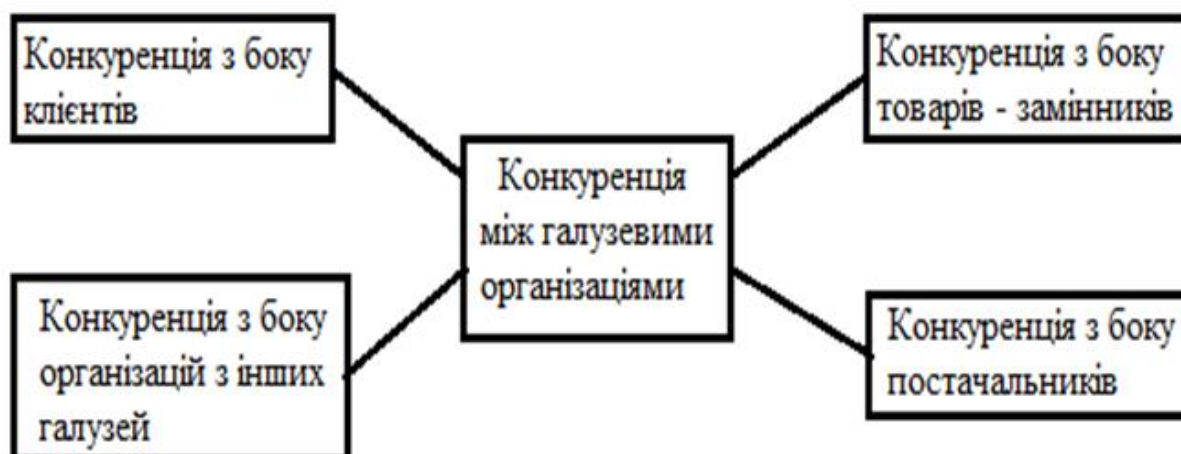 Конкуренція з боку
клієнтів
Конкуренція з боку
товарів - замінників
Конкуренція
між галузевими
організаціями
Конкуренція з боку
організацій з інших
галузей
Конкуренція з боку
постачальників